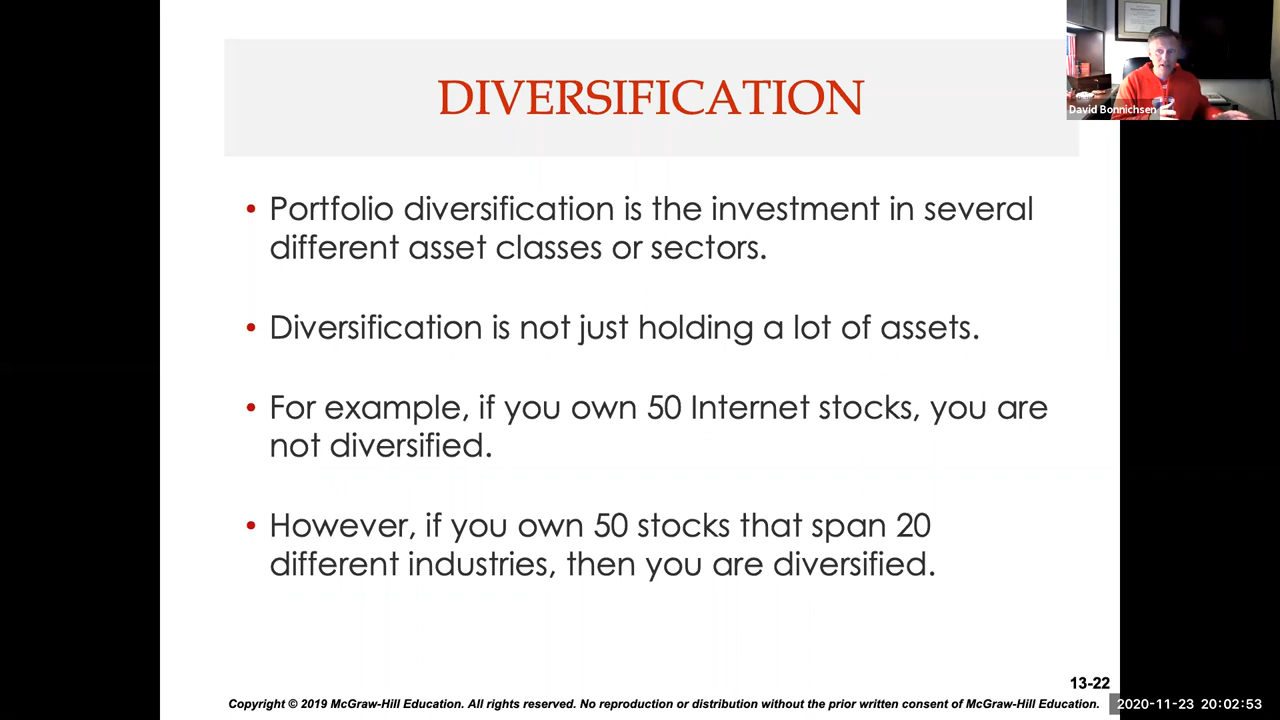 DIVERSIFICATION
David Bonnichsen
• Portfolio diversification is the investment in several
different asset classes or sectors.
• Diversification is not just holding a lot of assets.
• For example, if you own 50 Internet stocks, you are
not diversified.
• However, if you own 50 stocks that span 20
different industries, then you are diversified.
13-22
Copyright © 2019 McGraw-Hill Education. All rights reserved. No reproduction or distribution without the prior written consent of McGraw-Hill Education.
2020-11-23 20:02:53